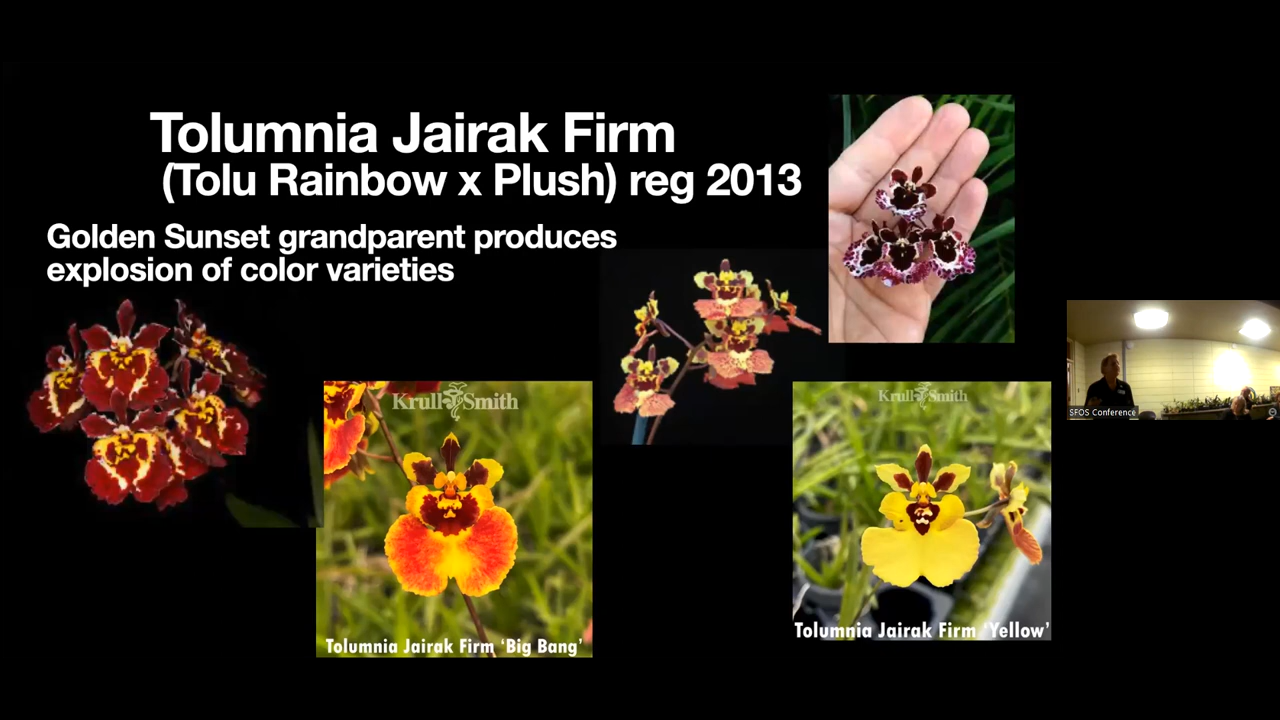 Tolumnia Jairak Firm
(Tolu Rainbow x Plush) reg 2013
Golden Sunset grandparent produces
explosion of color varieties
Krull Smith
Tolumnia Jairak Firm ‘Big Bang’
Krull Smith
Tolumnia Jairak Firm ‘Yellow’
SFOS Conference